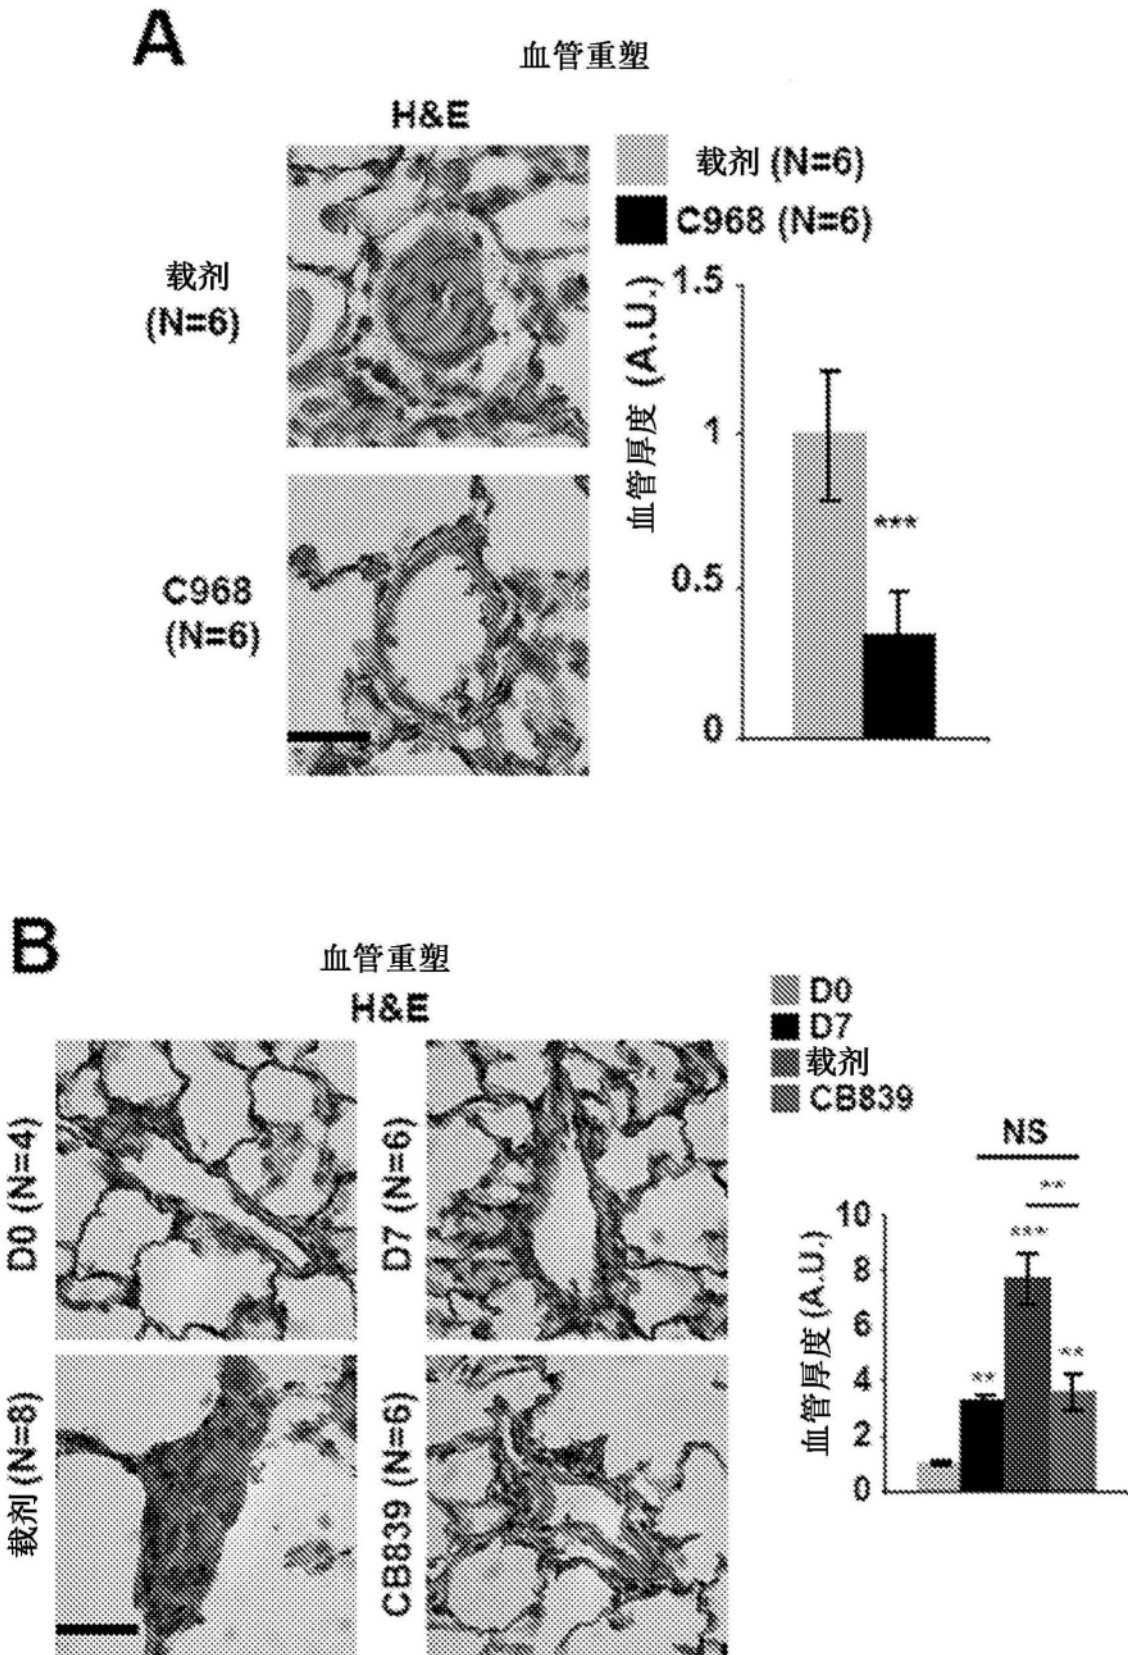 A
血管重塑
H&E
载剂 (N=6)
C968 (N=6)
载剂
(N=6)
C968
(N=6)
血管厚度 (A.U.)
1.5
1
0.5
0
***
B
血管重塑
H&E
D0 (N=4)
D7 (N=6)
载剂 (N=8)
CB839 (N=6)
D0
D7
载剂
CB839
NS
**
***
**
**
血管厚度 (A.U.)
10
8
6
4
2
0